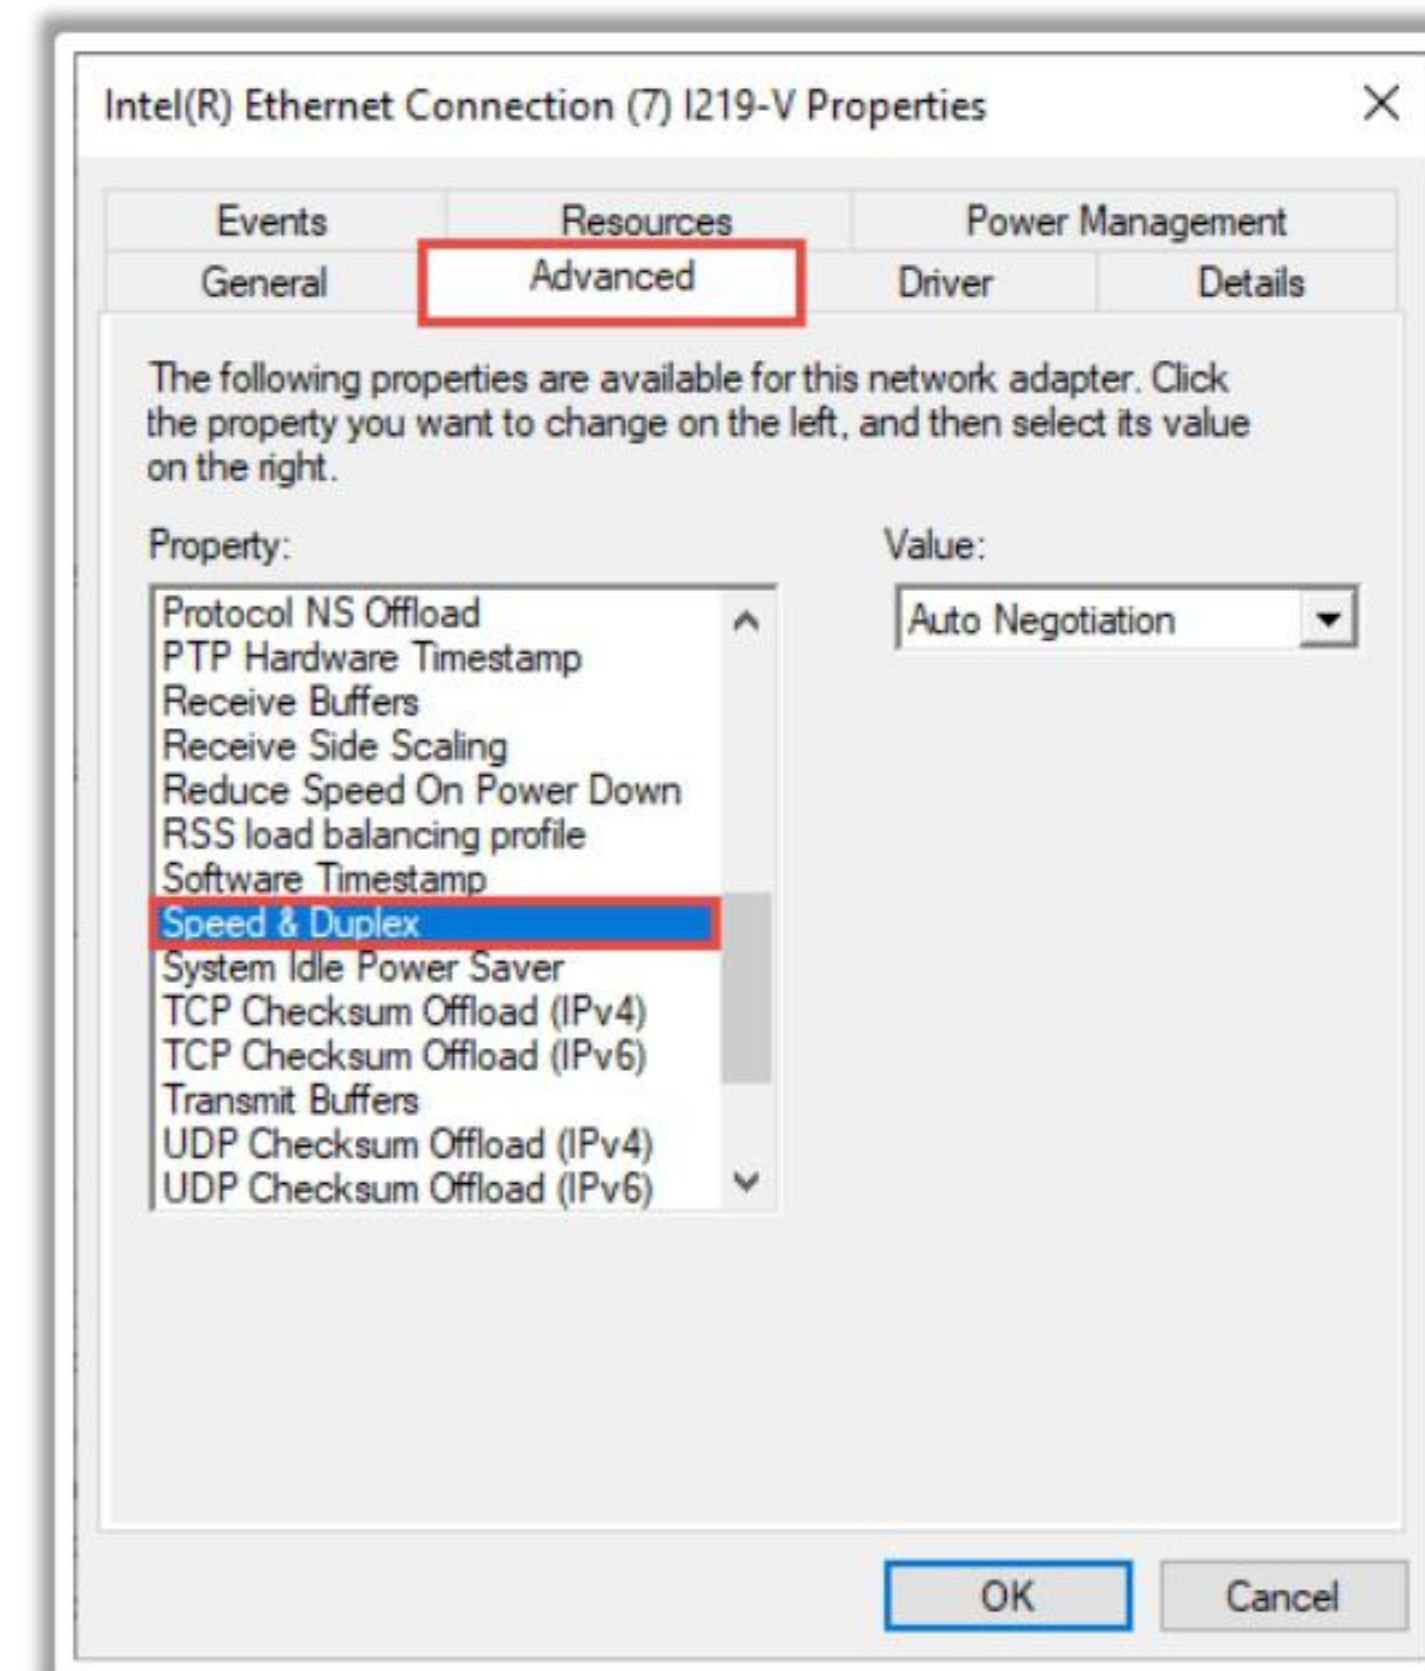 Intel(R) Ethernet Connection (7) I219-V Properties
Events Resources Power Management
General Advanced Driver Details
The following properties are available for this network adapter. Click
the property you want to change on the left, and then select its value
on the right.
Property: Value:
Protocol NS Offload
Auto Negotiation
PTP Hardware Timestamp
Receive Buffers
Receive Side Scaling
Reduce Speed On Power Down
RSS load balancing profile
Software Timestamp
Speed & Duplex
System Idle Power Saver
TCP Checksum Offload (IPv4)
TCP Checksum Offload (IPv6)
Transmit Buffers
UDP Checksum Offload (IPv4)
UDP Checksum Offload (IPv6)
OK Cancel